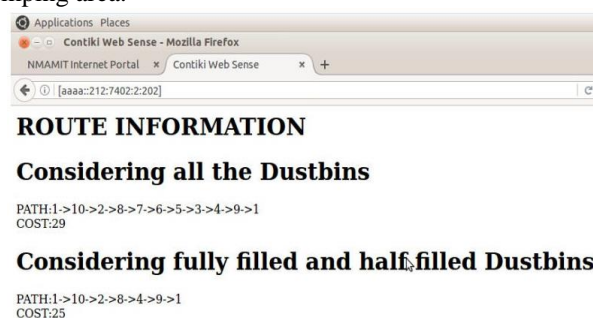 mping area.
Applications Places
Contiki Web Sense - Mozilla Firefox
NMAMIT Internet Portal × Contiki Web Sense × +
[aaaa::212:7402:2:202]
ROUTE INFORMATION
Considering all the Dustbins
PATH:1->10->2->8->7->6->5->3->4->9->1
COST:29
Considering fully filled and half filled Dustbins
PATH:1->10->2->8->4->9->1
COST:25